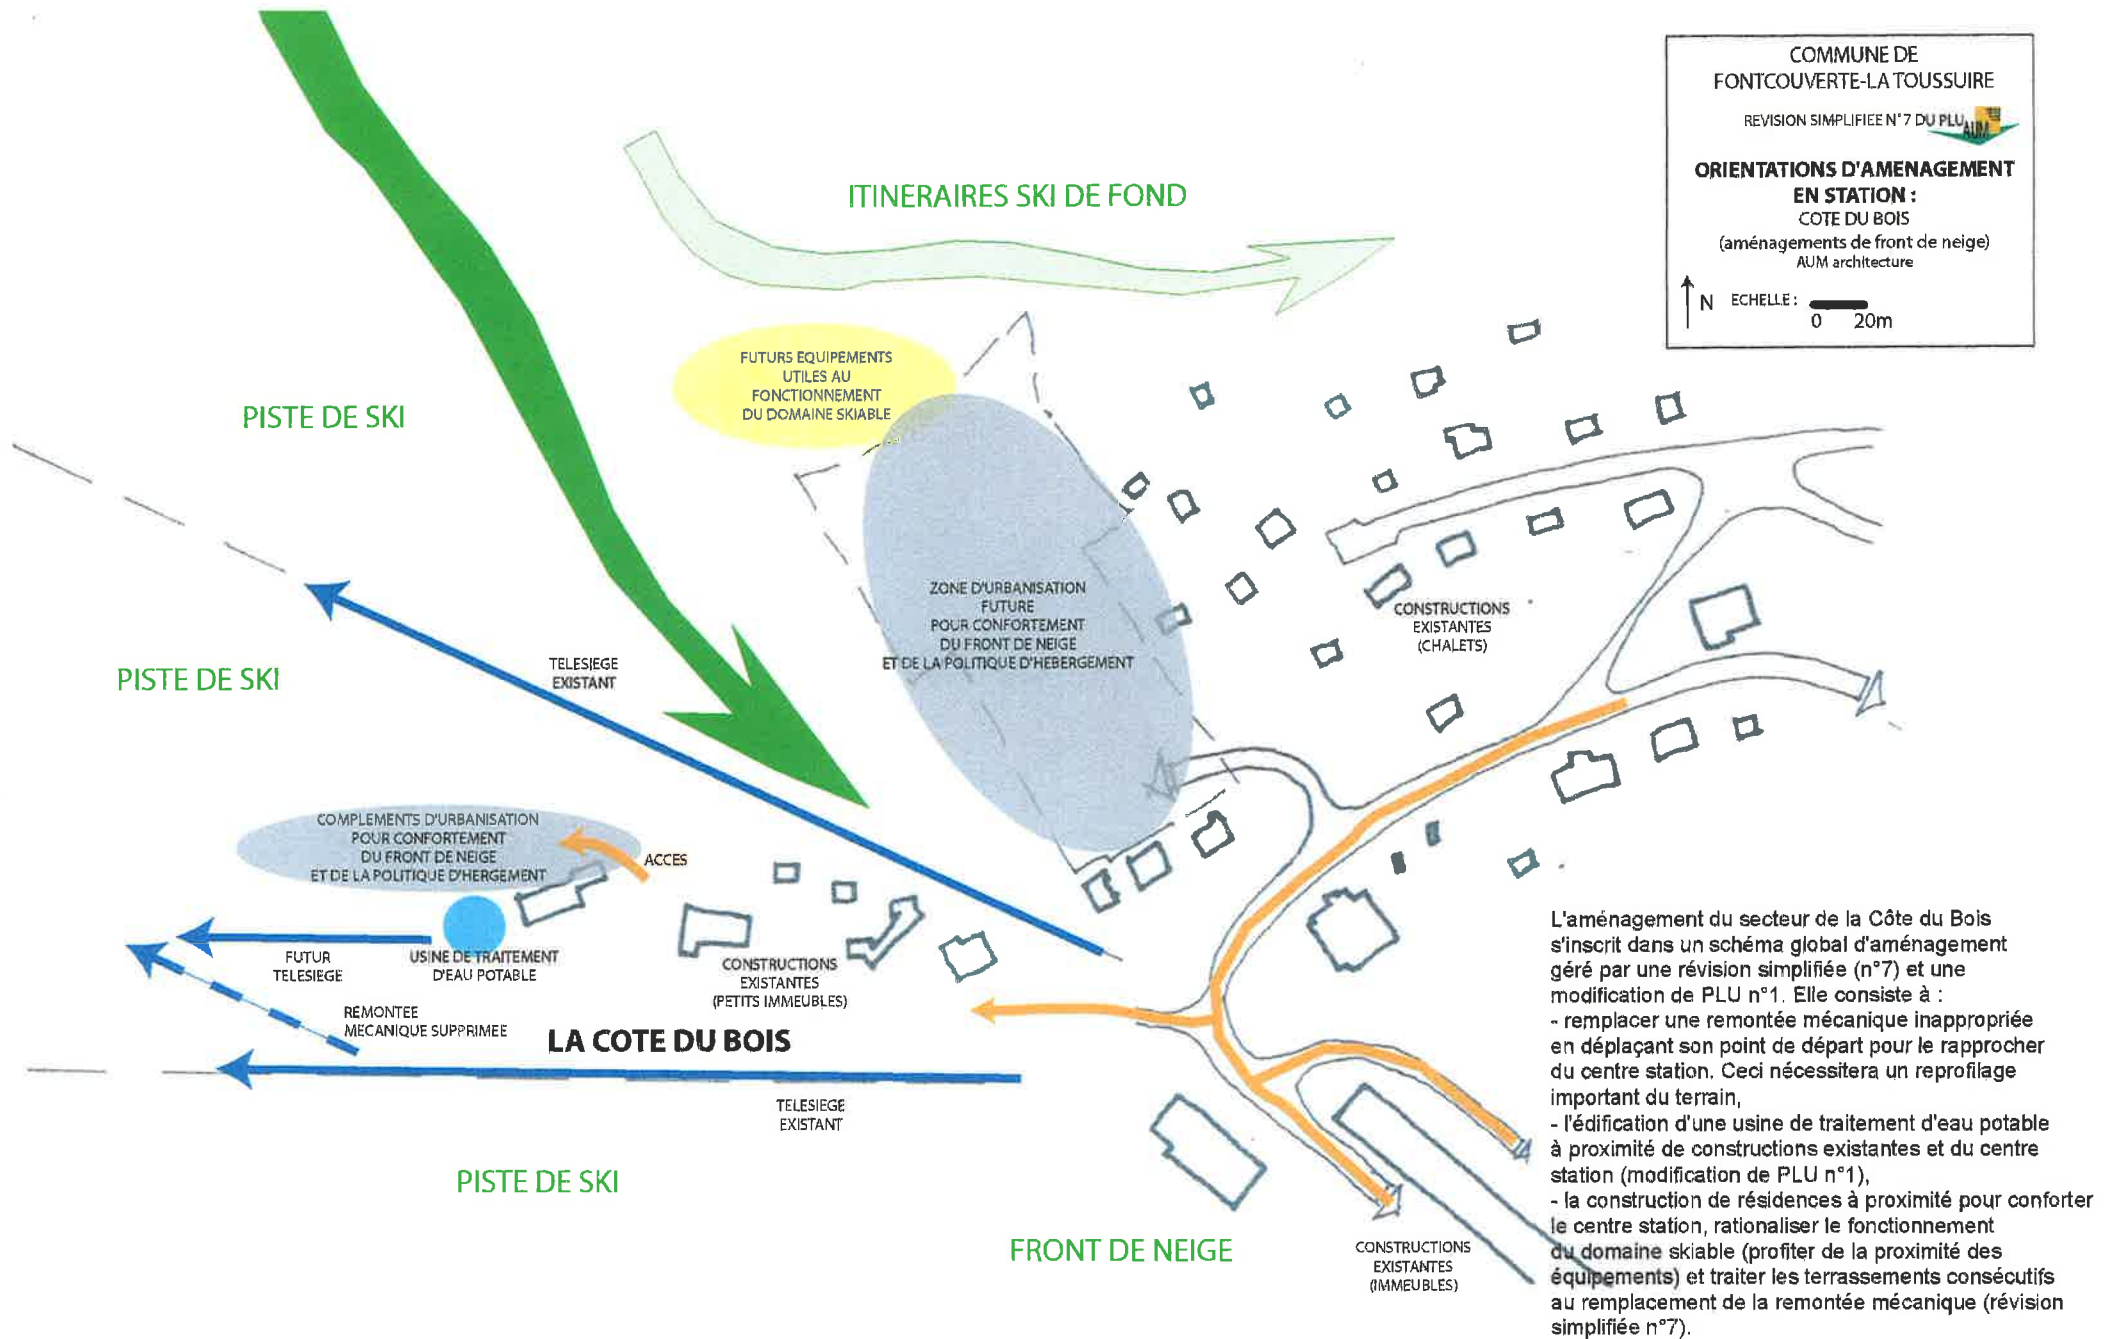 COMMUNE DE
FONTCOUVERTE-LA TOUSSUIRE
REVISION SIMPLIFIEE N°7 DU PLU
AUM
ORIENTATIONS D'AMENAGEMENT
EN STATION :
COTE DU BOIS
(aménagements de front de neige)
AUM architecture
N ECHELLE :
0 20m
ITINERAIRES SKI DE FOND
FUTURS EQUIPEMENTS
UTILES AU
FONCTIONNEMENT
DU DOMAINE SKIABLE
PISTE DE SKI
ZONE D'URBANISATION
FUTURE
POUR CONFORTEMENT
DU FRONT DE NEIGE
ET DE LA POLITIQUE D'HEBERGEMENT
CONSTRUCTIONS
EXISTANTES
(CHALETS)
TELESIEGE
EXISTANT
PISTE DE SKI
COMPLEMENTS D'URBANISATION
POUR CONFORTEMENT
DU FRONT DE NEIGE
ET DE LA POLITIQUE D'HERGEMENT
ACCES
FUTUR
TELESIEGE
USINE DE TRAITEMENT
D'EAU POTABLE
CONSTRUCTIONS
EXISTANTES
(PETITS IMMEUBLES)
REMONTEE
MECANIQUE SUPPRIMEE
LA COTE DU BOIS
TELESIEGE
EXISTANT
PISTE DE SKI
FRONT DE NEIGE
CONSTRUCTIONS
EXISTANTES
(IMMEUBLES)
L'aménagement du secteur de la Côte du Bois
s'inscrit dans un schéma global d'aménagement
géré par une révision simplifiée (n°7) et une
modification de PLU n°1. Elle consiste à :
- remplacer une remontée mécanique inappropriée
en déplaçant son point de départ pour le rapprocher
du centre station. Ceci nécessitera un reprofilage
important du terrain,
- l'édification d'une usine de traitement d'eau potable
à proximité de constructions existantes et du centre
station (modification de PLU n°1),
- la construction de résidences à proximité pour conforter
le centre station, rationaliser le fonctionnement
du domaine skiable (profiter de la proximité des
équipements) et traiter les terrassements consécutifs
au remplacement de la remontée mécanique (révision
simplifiée n°7).